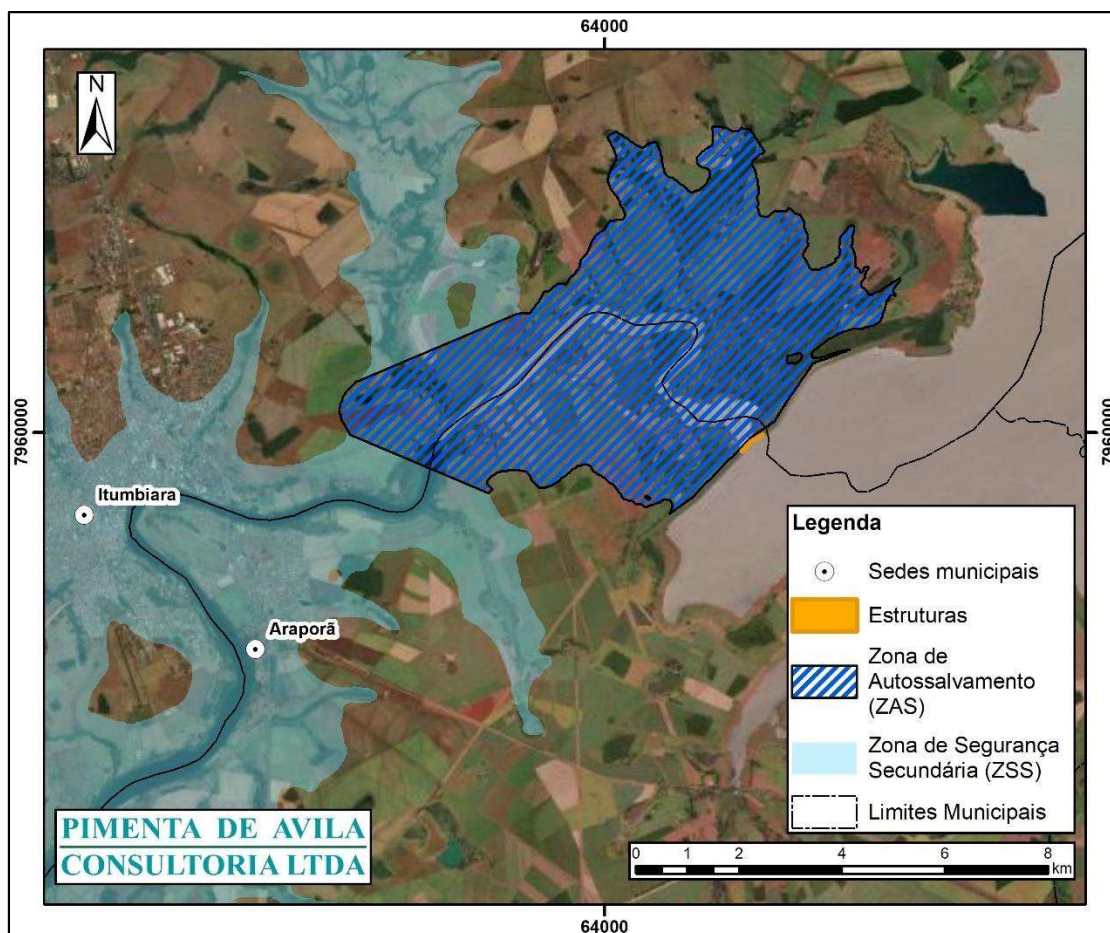 64000
N
7960000
7960000
Itumbiara
Araporã
Legenda
Sedes municipais
Estruturas
Zona de
Autossalvamento
(ZAS)
Zona de Segurança
Secundária (ZSS)
Limites Municipais
PIMENTA DE AVILA
CONSULTORIA LTDA
0 1 2 4 6 8
km
64000